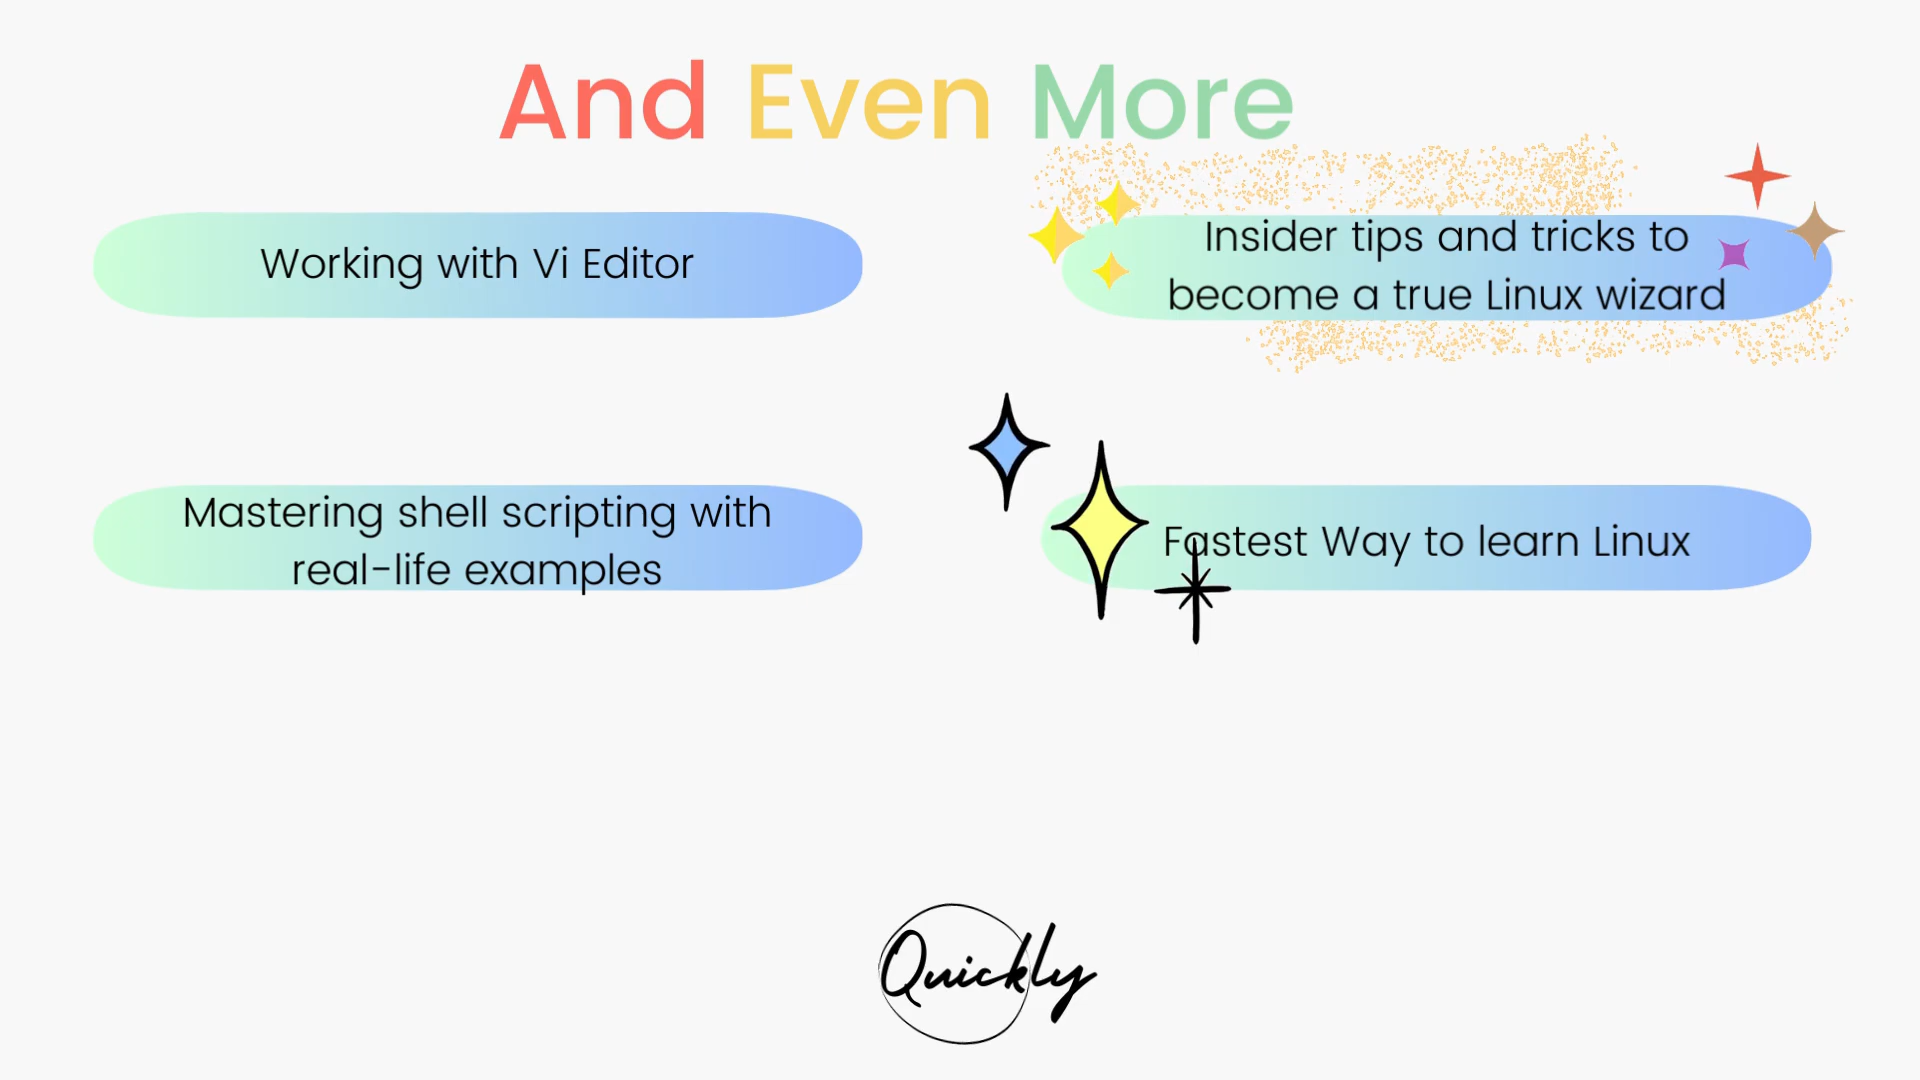 And Even More
Working with Vi Editor
Insider tips and tricks to
become a true Linux wizard
Mastering shell scripting with
real-life examples
Fastest Way to learn Linux
Quickly